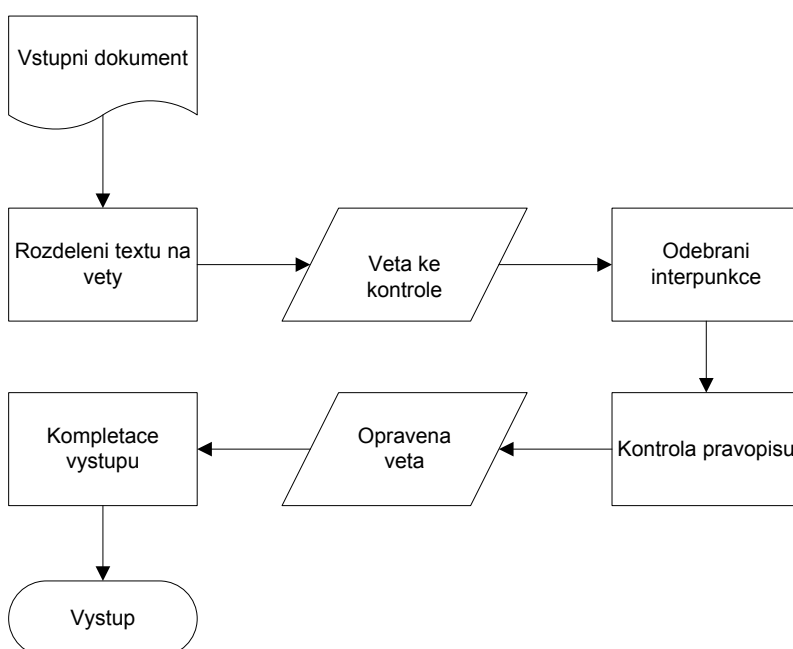 Vstupni dokument
Rozdeleni textu na
vety
Veta ke
kontrole
Odebrani
interpunkce
Kontrola pravopisu
Opravena
veta
Kompletace
vystupu
Vystup